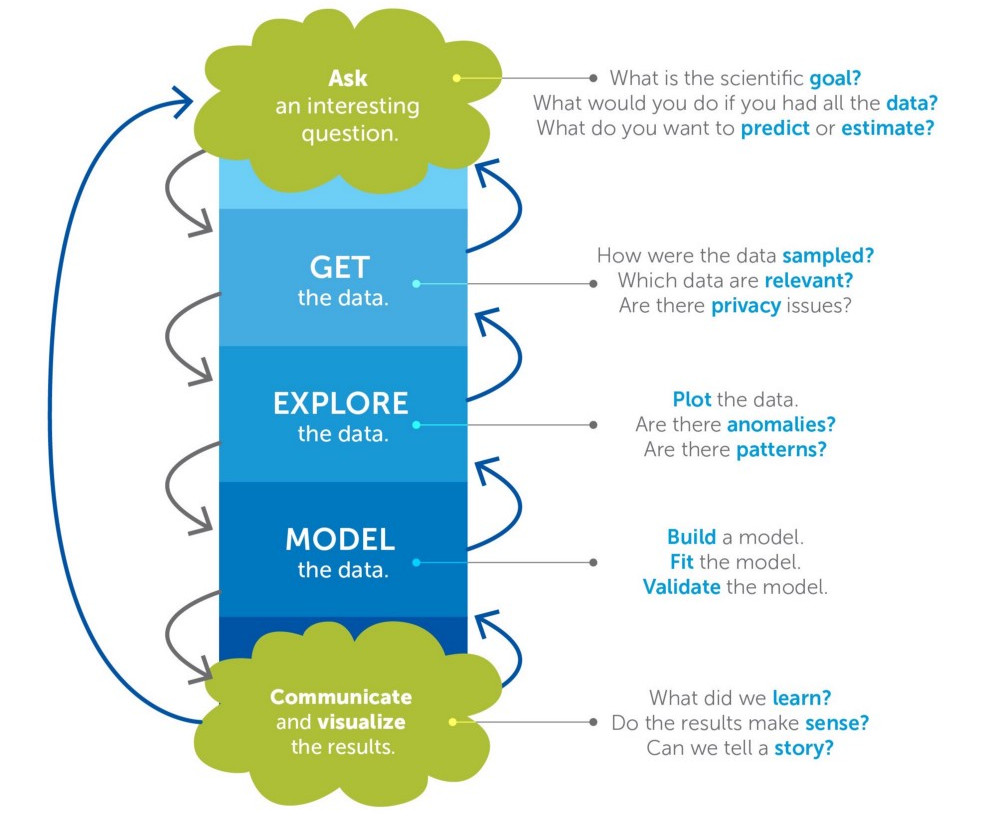 Ask
an interesting
question.
What is the scientific goal?
What would you do if you had all the data?
What do you want to predict or estimate?
GET
the data.
How were the data sampled?
Which data are relevant?
Are there privacy issues?
EXPLORE
the data.
Plot the data.
Are there anomalies?
Are there patterns?
MODEL
the data.
Build a model.
Fit the model.
Validate the model.
Communicate
and visualize
the results.
What did we learn?
Do the results make sense?
Can we tell a story?